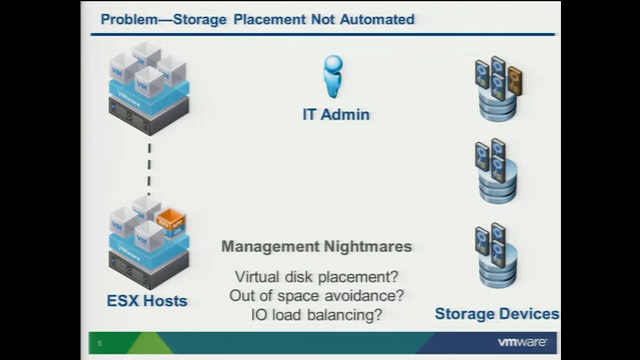 Problem—Storage Placement Not Automated
IT Admin
Management Nightmares
Virtual disk placement?
Out of space avoidance?
IO load balancing?
ESX Hosts
Storage Devices
5
vmware